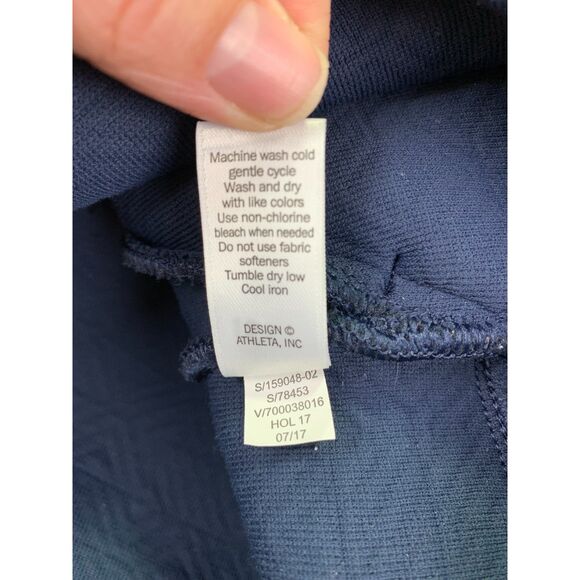 Machine wash cold
gentle cycle
Wash and dry
with like colors
Use non-chlorine
bleach when needed
Do not use fabric
softeners
Tumble dry low
Cool iron
DESIGN ©
ATHLETA, INC
S/159048-02
S/78453
V/700038016
HOL 17
07/17